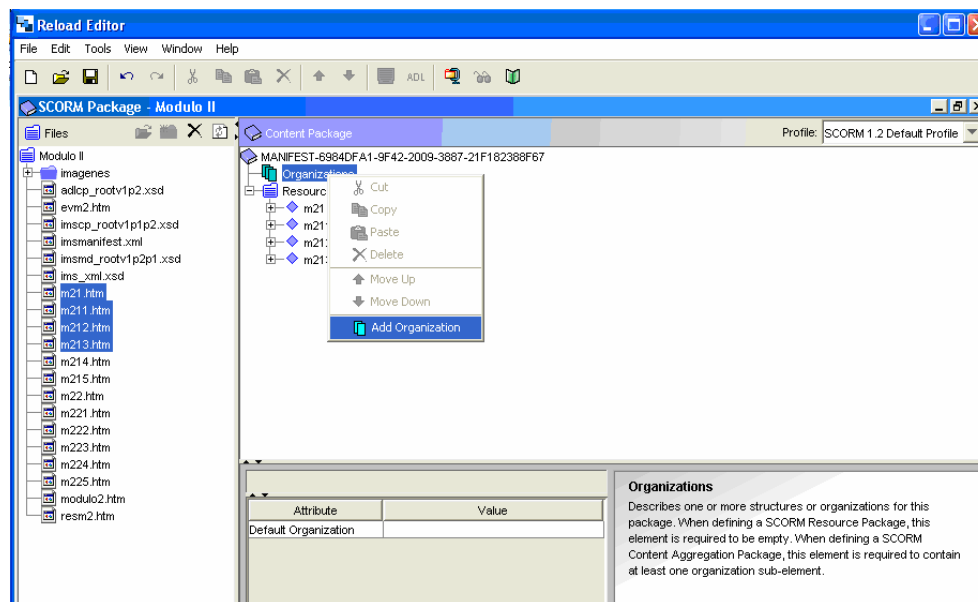 Reload Editor
File Edit Tools View Window Help
ADL
SCORM Package - Modulo II
Files
Content Package
Profile: SCORM 1.2 Default Profile
Modulo II
imagenes
adlcp_rootv1p2.xsd
evm2.htm
imscp_rootv1p1p2.xsd
imsmanifest.xml
imsmd_rootv1p2p1.xsd
ims_xml.xsd
m21.htm
m211.htm
m212.htm
m213.htm
m214.htm
m215.htm
m22.htm
m221.htm
m222.htm
m223.htm
m224.htm
m225.htm
modulo2.htm
resm2.htm
MANIFEST-6984DFA1-9F42-2009-3887-21F182388F67
Organizations
Resourc
m21
m21
m21
m21
Cut
Copy
Paste
Delete
Move Up
Move Down
Add Organization
Attribute Value
Default Organization
Organizations
Describes one or more structures or organizations for this
package. When defining a SCORM Resource Package, this
element is required to be empty. When defining a SCORM
Content Aggregation Package, this element is required to contain
at least one organization sub-element.